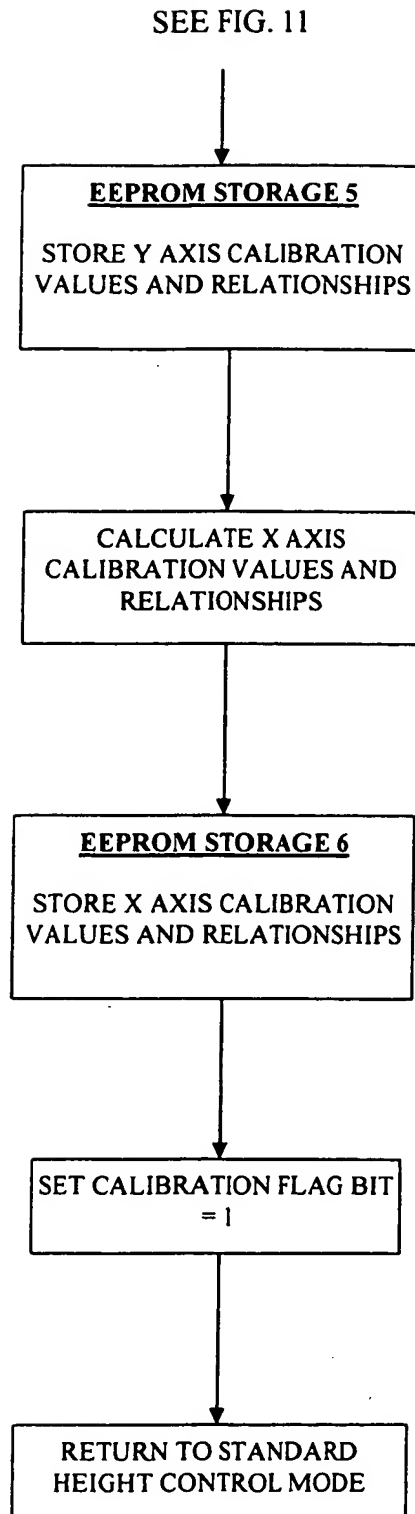 SEE FIG. 11
EEPROM STORAGE 5
STORE Y AXIS CALIBRATION
VALUES AND RELATIONSHIPS
CALCULATE X AXIS
CALIBRATION VALUES AND
RELATIONSHIPS
EEPROM STORAGE 6
STORE X AXIS CALIBRATION
VALUES AND RELATIONSHIPS
SET CALIBRATION FLAG BIT
= 1
RETURN TO STANDARD
HEIGHT CONTROL MODE